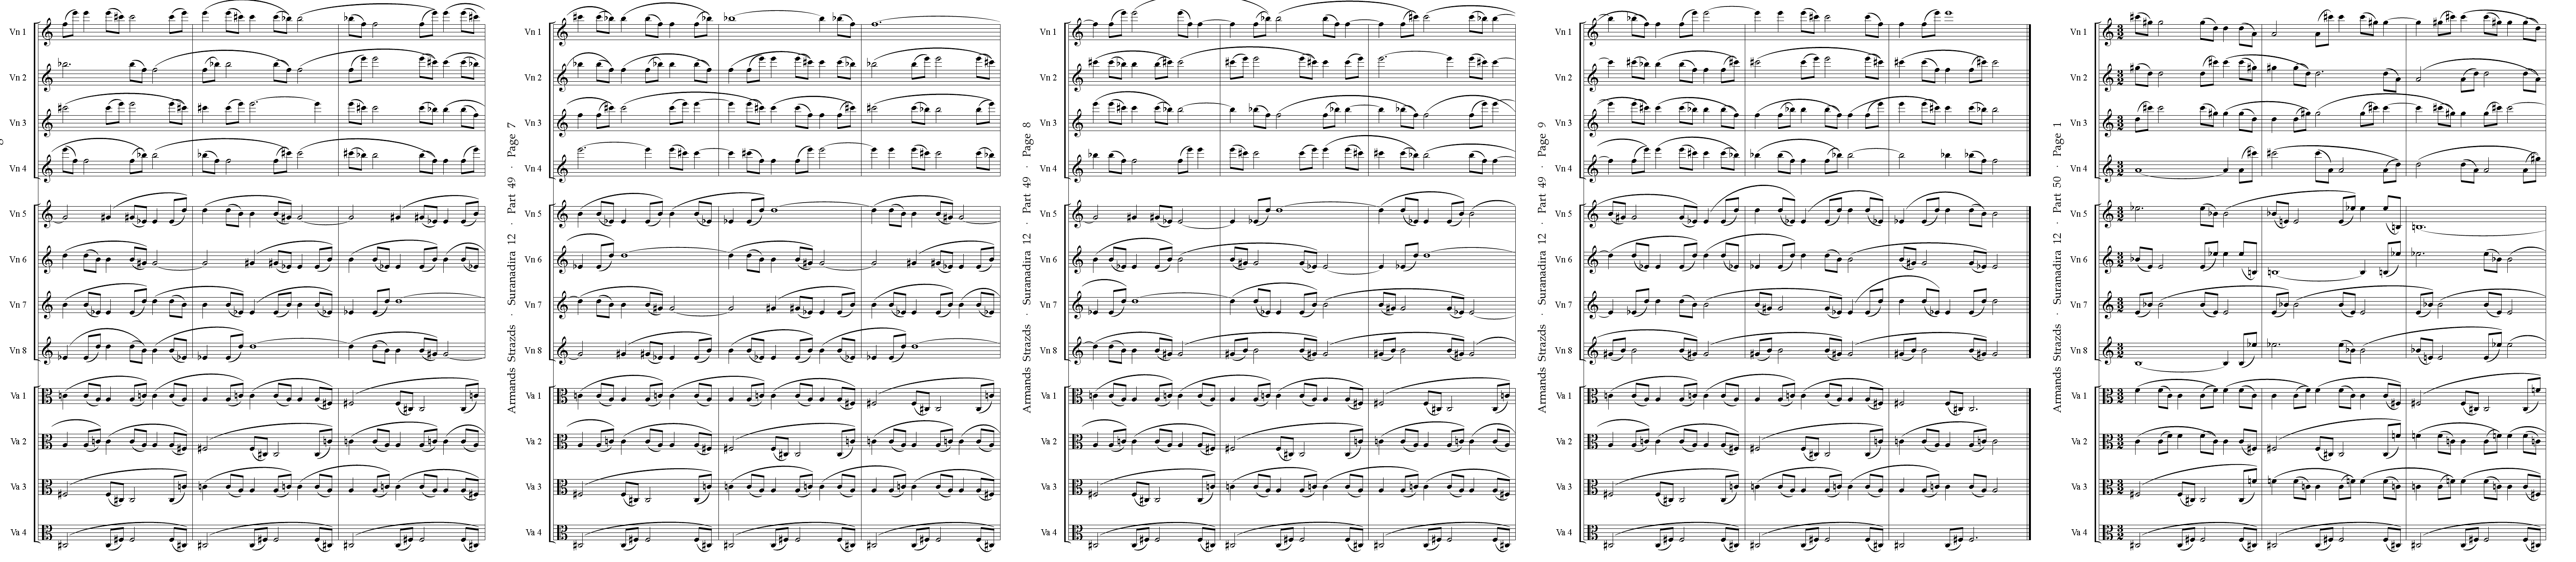 Vn 1
Vn 2
Vn 3
Vn 4
Vn 5
Vn 6
Vn 7
Vn 8
Va 1
Va 2
Va 3
Va 4
Armands Strazds · Suranadira 12 · Part 49 · Page 7
Vn 1
Vn 2
Vn 3
Vn 4
Vn 5
Vn 6
Vn 7
Vn 8
Va 1
Va 2
Va 3
Va 4
Armands Strazds · Suranadira 12 · Part 49 · Page 8
Vn 1
Vn 2
Vn 3
Vn 4
Vn 5
Vn 6
Vn 7
Vn 8
Va 1
Va 2
Va 3
Va 4
Armands Strazds · Suranadira 12 · Part 49 · Page 9
Vn 1
Vn 2
Vn 3
Vn 4
Vn 5
Vn 6
Vn 7
Vn 8
Va 1
Va 2
Va 3
Va 4
Armands Strazds · Suranadira 12 · Part 50 · Page 1
Vn 1
Vn 2
Vn 3
Vn 4
Vn 5
Vn 6
Vn 7
Vn 8
Va 1
Va 2
Va 3
Va 4